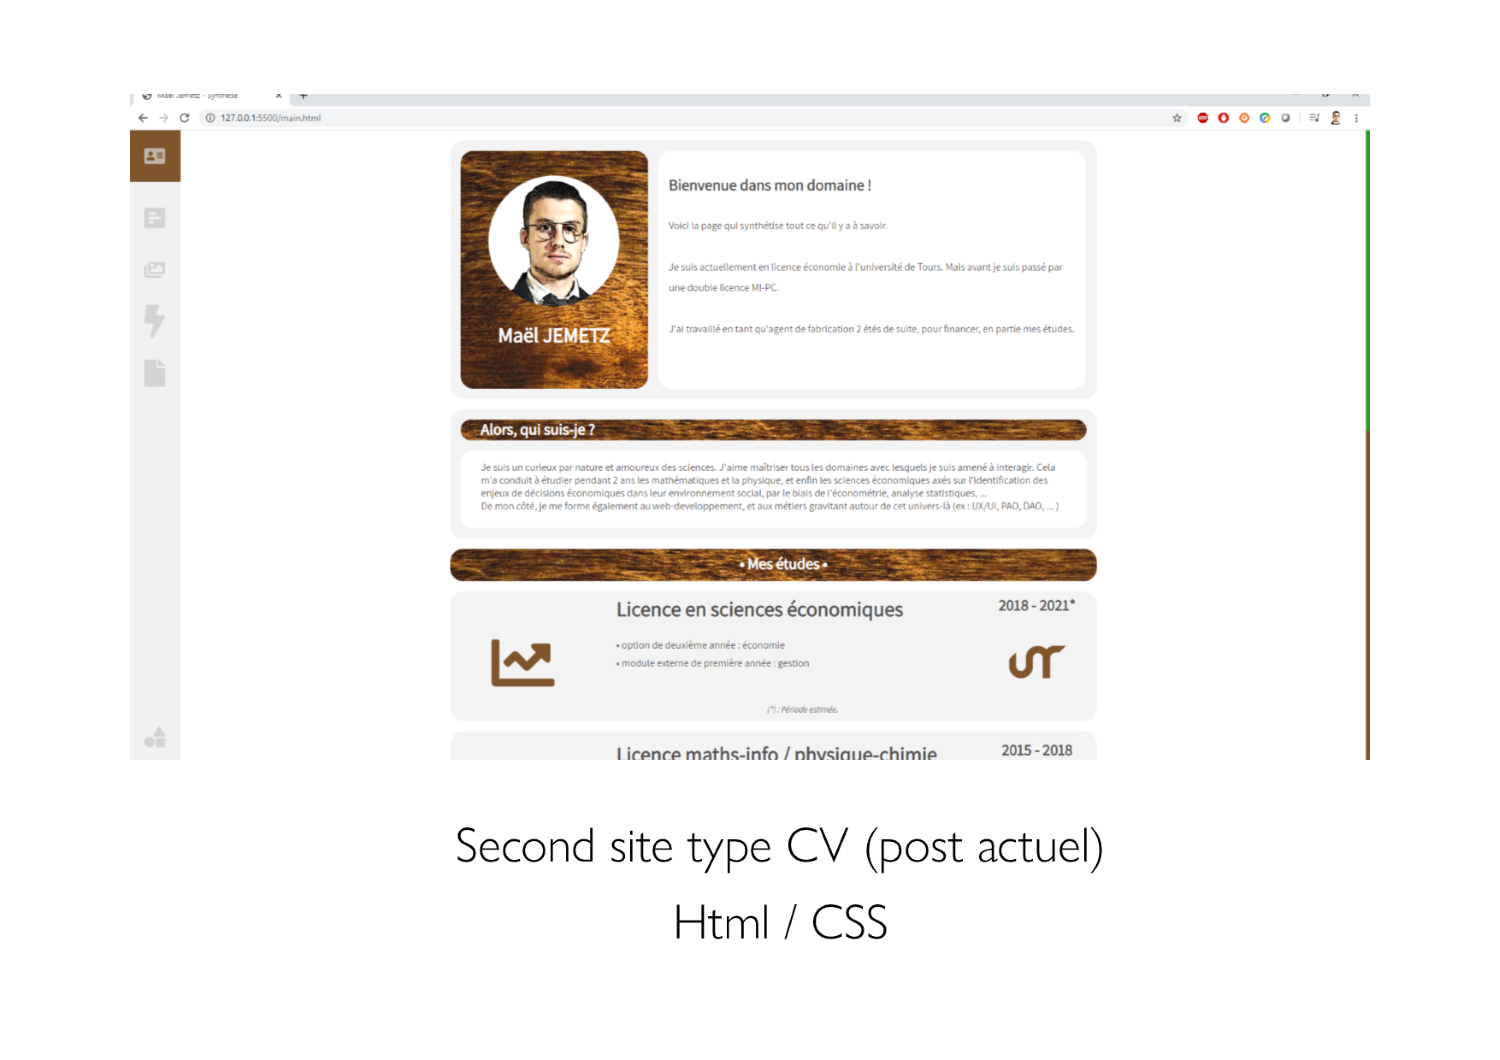 Maël Jemetz - Synthèse
127.0.0.1:5500/main.html
Maël JEMETZ
Bienvenue dans mon domaine !
Voici la page qui synthétise tout ce qu'il y a à savoir.
Je suis actuellement en licence économie à l'université de Tours. Mais avant je suis passé par
une double licence MI-PC.
J'ai travaillé en tant qu'agent de fabrication 2 étés de suite, pour financer, en partie mes études.
Alors, qui suis-je ?
Je suis un curieux par nature et amoureux des sciences. J'aime maîtriser tous les domaines avec lesquels je suis amené à interagir. Cela
m'a conduit à étudier pendant 2 ans les mathématiques et la physique, et enfin les sciences économiques axés sur l'identification des
enjeux de décisions économiques dans leur environnement social, par le biais de l'économétrie, analyse statistiques, ...
De mon côté, je me forme également au web-developpement, et aux métiers gravitant autour de cet univers-là (ex : UX/UI, PAO, DAO, ... )
• Mes études •
Licence en sciences économiques
2018 - 2021*
• option de deuxième année : économie
• module externe de première année : gestion
(*) : Période estimée.
Licence maths-info / physique-chimie
2015 - 2018
Second site type CV (post actuel)
Html / CSS